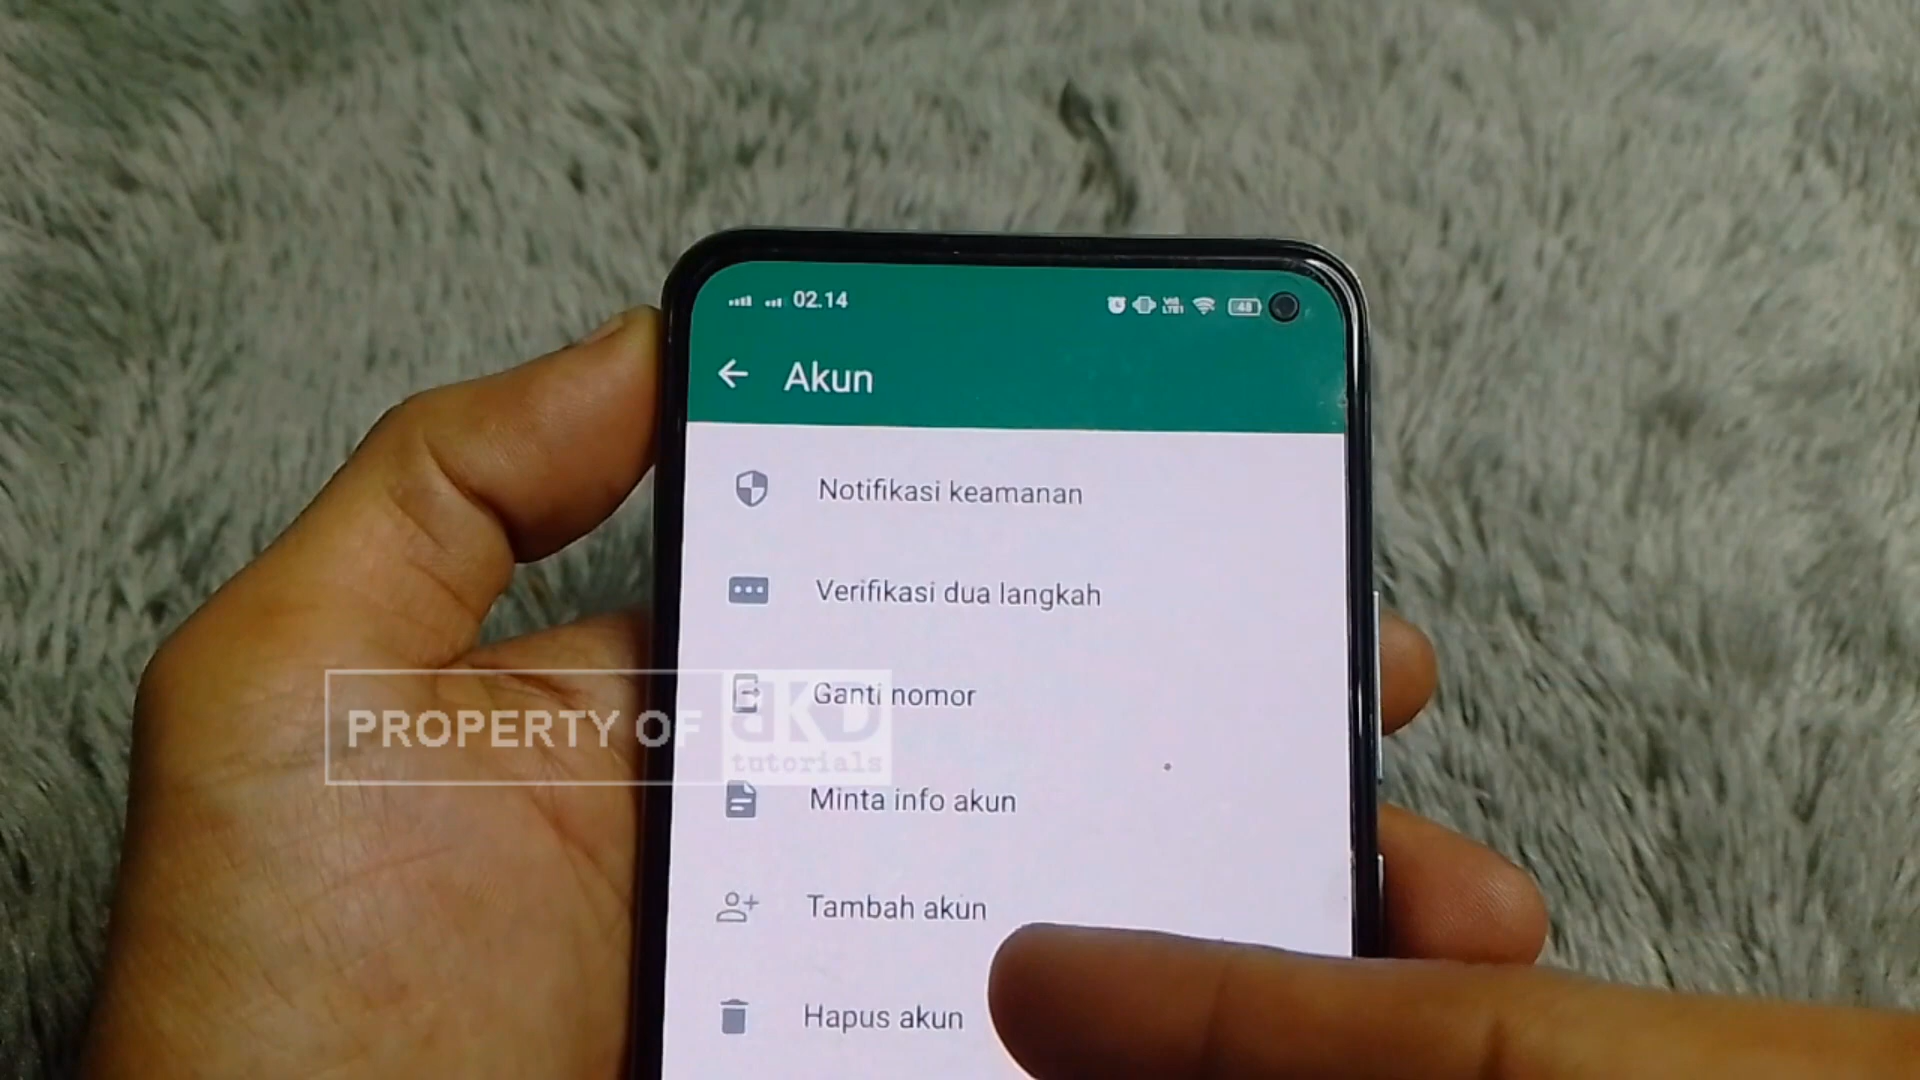 02.14
48
Akun
Notifikasi keamanan
Verifikasi dua langkah
Ganti nomor
PROPERTY OF BKD
tutorials
Minta info akun
Tambah akun
Hapus akun